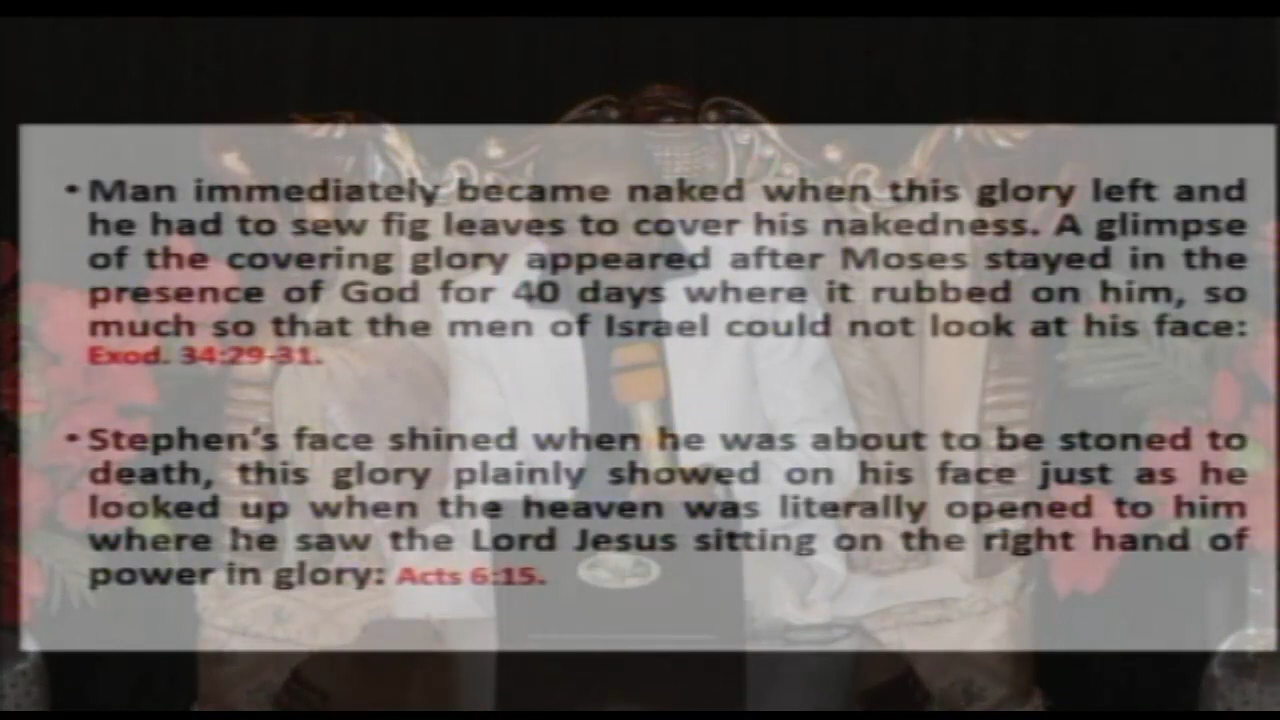 • Man immediately became naked when this glory left and
he had to sew fig leaves to cover his nakedness. A glimpse
of the covering glory appeared after Moses stayed in the
presence of God for 40 days where it rubbed on him, so
much so that the men of Israel could not look at his face:
Exod. 34:29-31.
• Stephen's face shined when he was about to be stoned to
death, this glory plainly showed on his face just as he
looked up when the heaven was literally opened to him
where he saw the Lord Jesus sitting on the right hand of
power in glory: Acts 6:15.